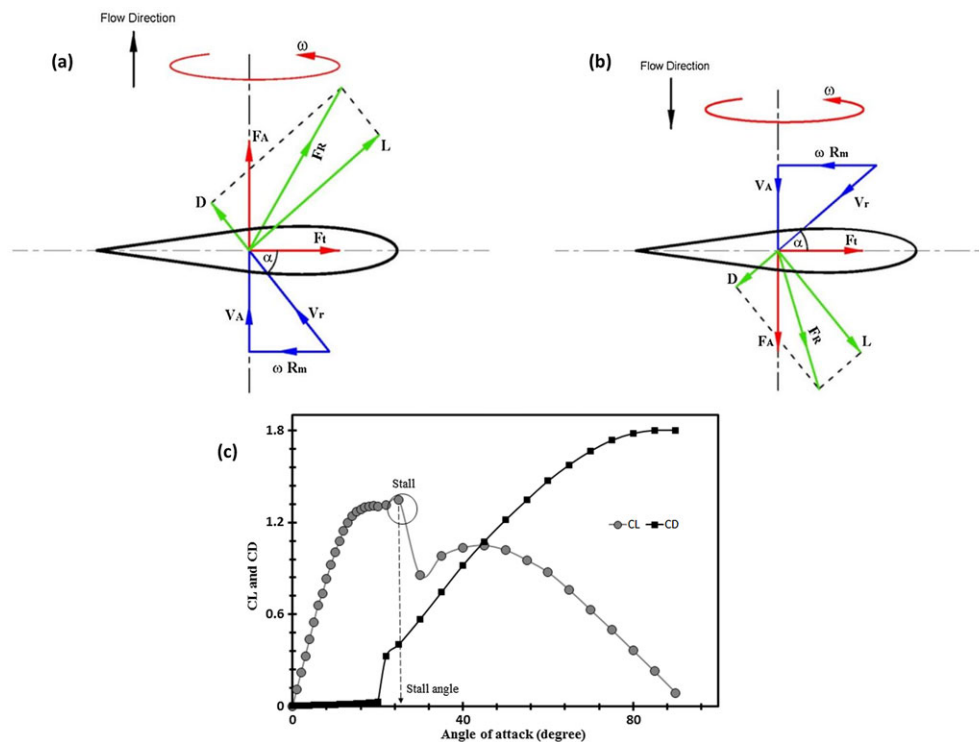 Flow Direction
(a)
ω
FA
FR
L
D
Ft
α
VA
Vr
ω Rm
(b)
Flow Direction
ω
ω Rm
VA
Vr
α
Ft
D
FA
FR
L
(c)
1.8
1.2
0.6
0
CL and CD
Stall
CL
CD
Stall angle
0
40
80
Angle of attack (degree)